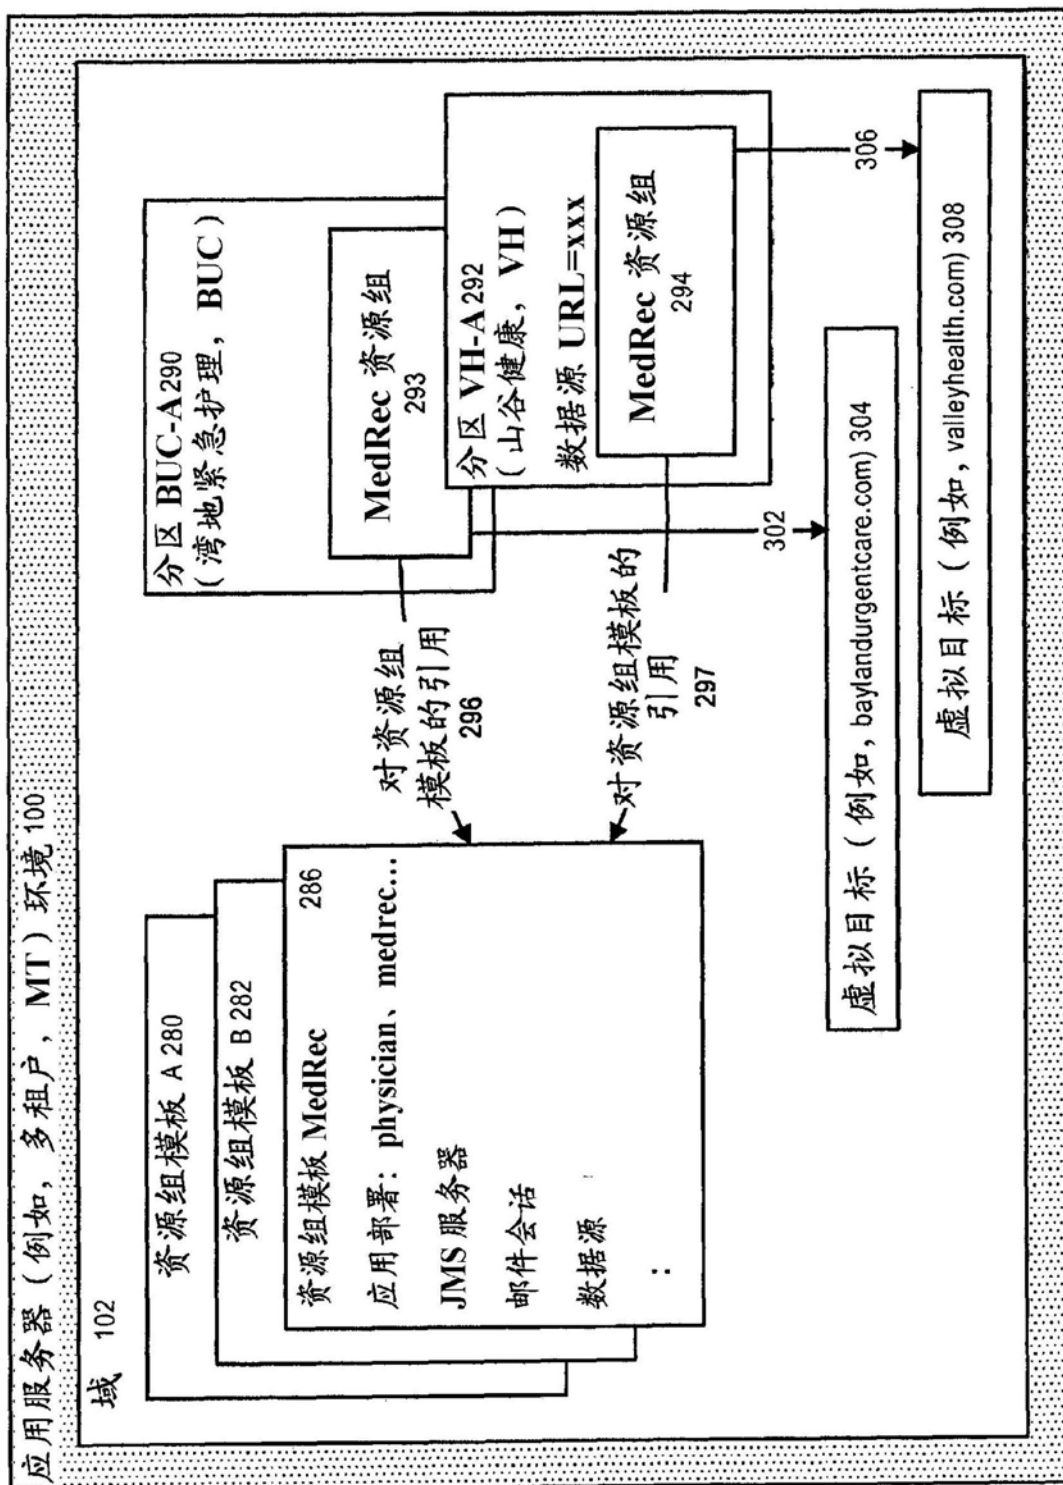 应用服务器（例如，多租户，MT）环境 100
域 102
资源组模板 A 280
资源组模板 B 282
资源组模板 MedRec 286
应用部署：physician、medrec...
JMS 服务器
邮件会话
数据源
:
对资源组
模板的引用
296
对资源组模板的
引用
297
分区 BUC-A290
（湾地紧急护理，BUC）
MedRec 资源组
293
分区 VH-A292
（山谷健康，VH）
数据源 URL=xxx
MedRec 资源组
294
302
306
虚拟目标（例如，baylandurgentcare.com) 304
虚拟目标（例如，valleyhealth.com) 308